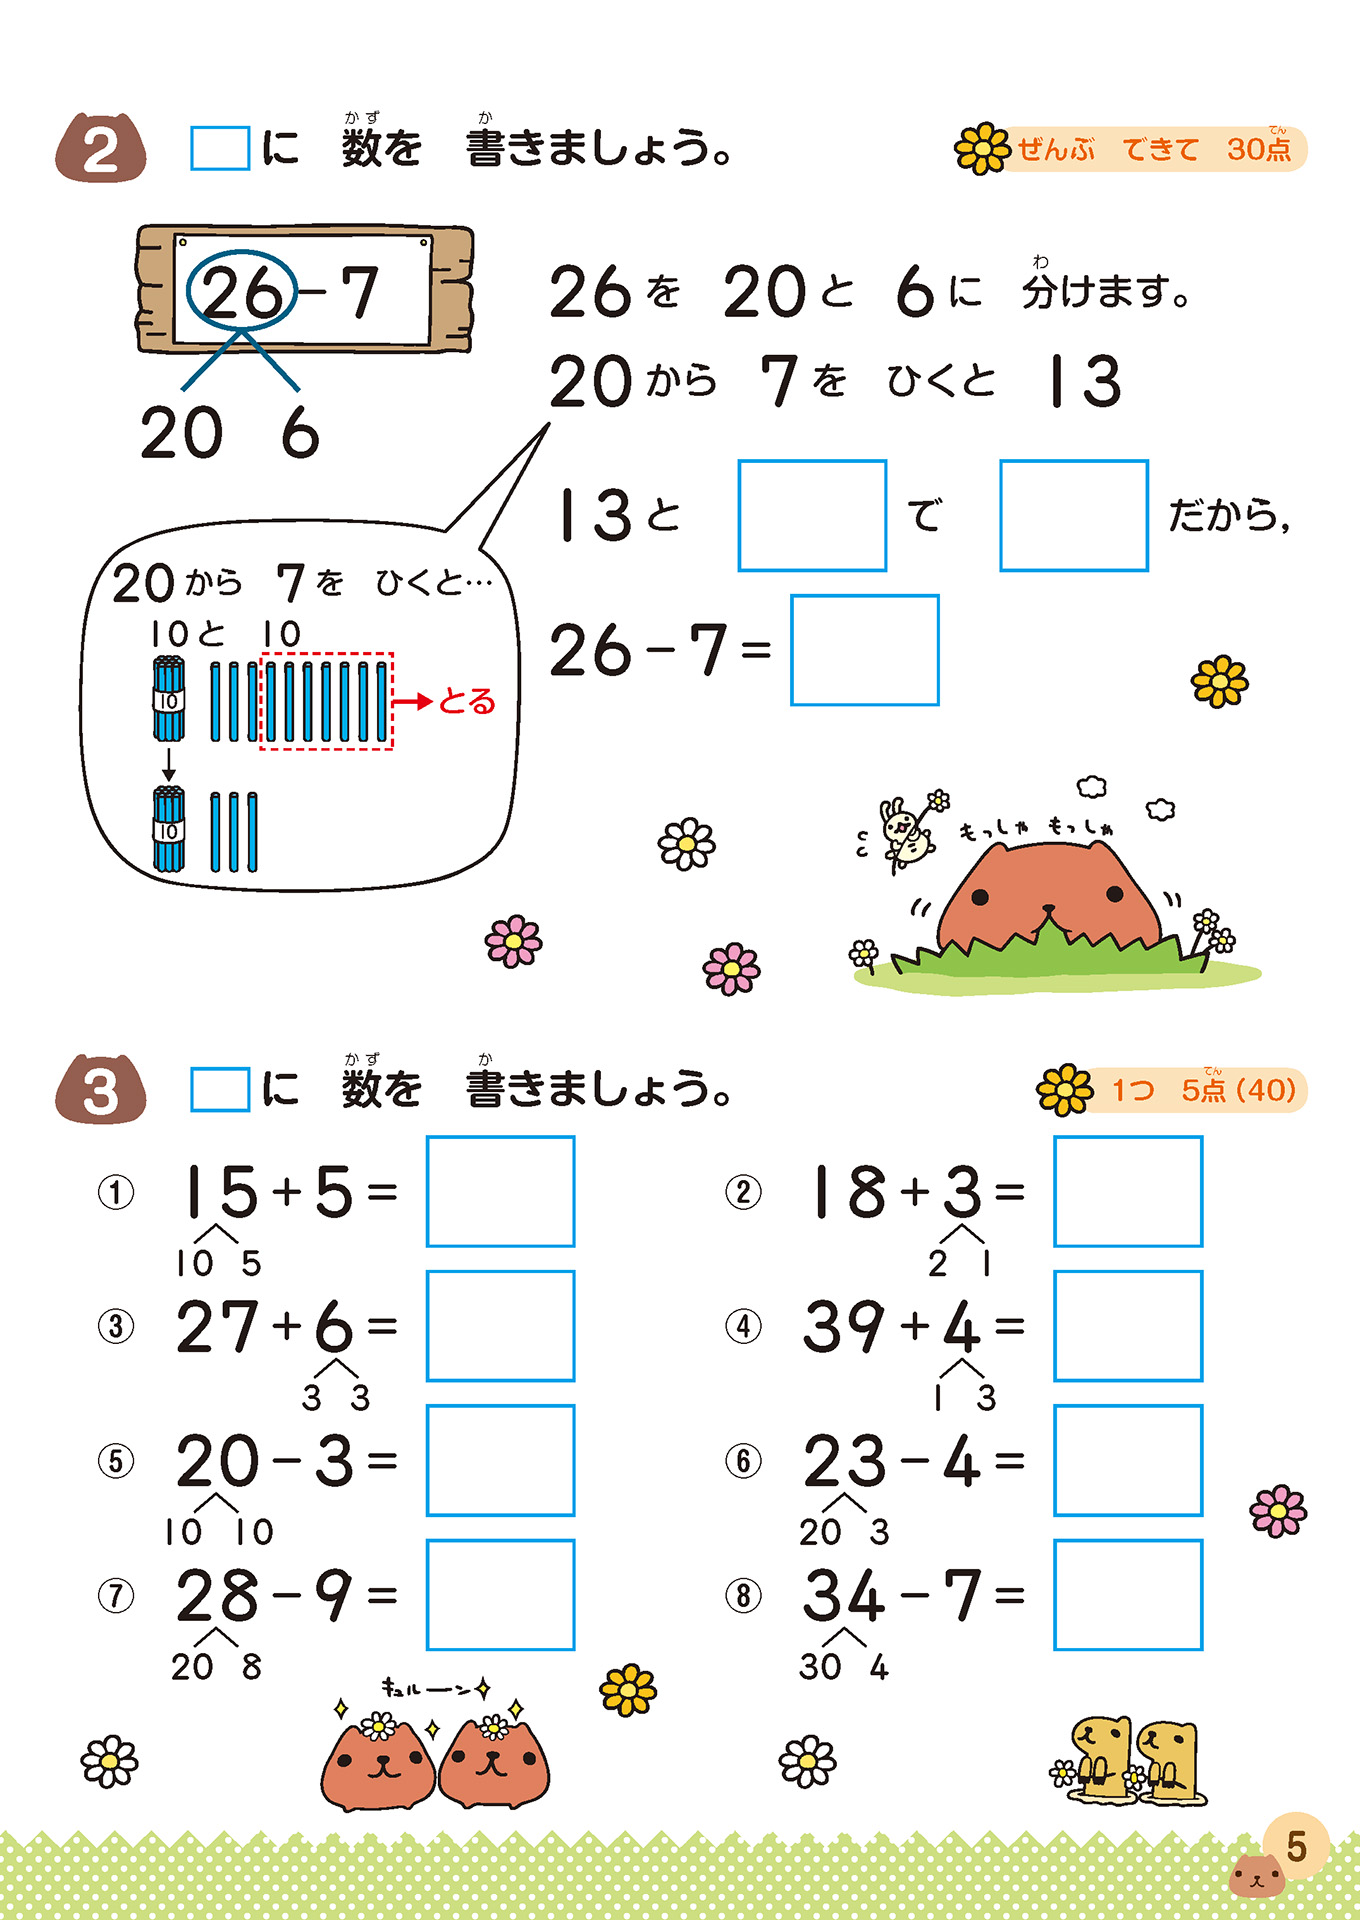 2 □に 数を 書きましょう。
かず か
ぜんぶ できて 30点
てん
26-7
20 6
26を 20と 6に 分けます。
わ
20から 7を ひくと 13
13と □ で □ だから,
26-7=□
20から 7を ひくと…
10と 10
10
とる
10
もっしゃ もっしゃ
3 □に 数を 書きましょう。
かず か
1つ 5点(40)
てん
① 15+5=□
10 5
② 18+3=□
2 1
③ 27+6=□
3 3
④ 39+4=□
1 3
⑤ 20-3=□
10 10
⑥ 23-4=□
20 3
⑦ 28-9=□
20 8
⑧ 34-7=□
30 4
キュルーン
5